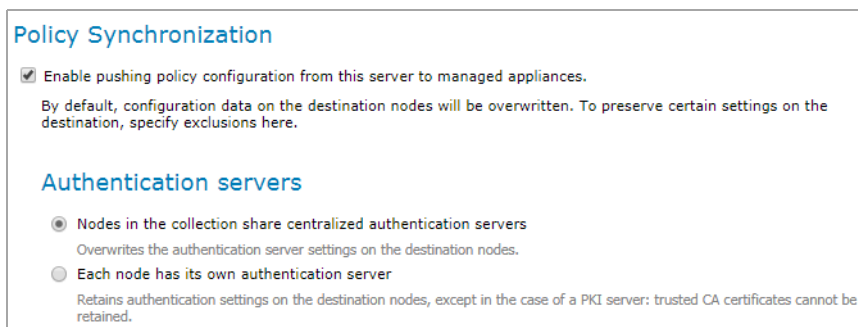 Policy Synchronization
Enable pushing policy configuration from this server to managed appliances.
By default, configuration data on the destination nodes will be overwritten. To preserve certain settings on the
destination, specify exclusions here.
Authentication servers
Nodes in the collection share centralized authentication servers
Overwrites the authentication server settings on the destination nodes.
Each node has its own authentication server
Retains authentication settings on the destination nodes, except in the case of a PKI server: trusted CA certificates cannot be
retained.